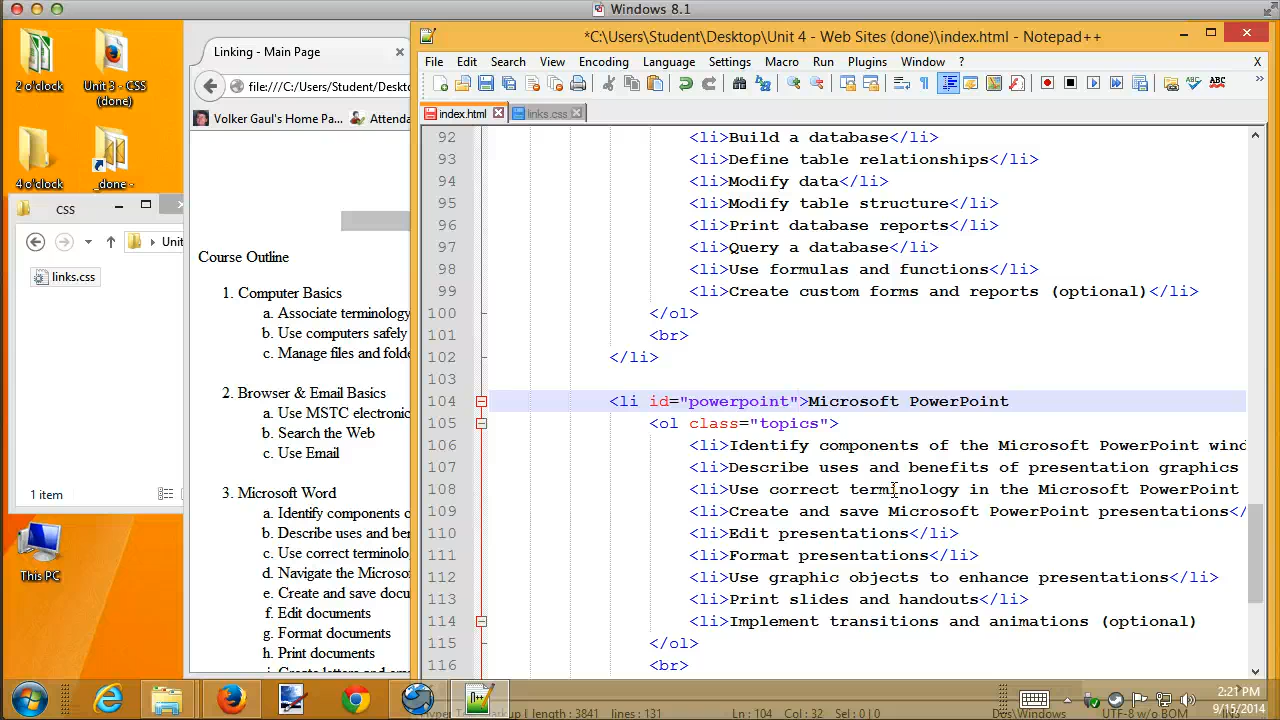 Windows 8.1
2 o'clock
Unit 3 - CSS (done)
4 o'clock
_done -
CSS
Unit
links.css
1 item
This PC
Linking - Main Page
file:///C:/Users/Student/Deskto
Volker Gaul's Home Pa...
Attenda
Course Outline
1. Computer Basics
a. Associate terminology
b. Use computers safely
c. Manage files and folde
2. Browser & Email Basics
a. Use MSTC electronic
b. Search the Web
c. Use Email
3. Microsoft Word
a. Identify components o
b. Describe uses and ben
c. Use correct terminolo
d. Navigate the Microsof
e. Create and save docu
f. Edit documents
g. Format documents
h. Print documents
*C:\Users\Student\Desktop\Unit 4 - Web Sites (done)\index.html - Notepad++
File Edit Search View Encoding Language Settings Macro Run Plugins Window ? X
index.html links.css
92 <li>Build a database</li>
93 <li>Define table relationships</li>
94 <li>Modify data</li>
95 <li>Modify table structure</li>
96 <li>Print database reports</li>
97 <li>Query a database</li>
98 <li>Use formulas and functions</li>
99 <li>Create custom forms and reports (optional)</li>
100 </ol>
101 <br>
102 </li>
103
104 <li id="powerpoint">Microsoft PowerPoint
105 <ol class="topics">
106 <li>Identify components of the Microsoft PowerPoint wind
107 <li>Describe uses and benefits of presentation graphics
108 <li>Use correct terminology in the Microsoft PowerPoint
109 <li>Create and save Microsoft PowerPoint presentations</
110 <li>Edit presentations</li>
111 <li>Format presentations</li>
112 <li>Use graphic objects to enhance presentations</li>
113 <li>Print slides and handouts</li>
114 <li>Implement transitions and animations (optional)
115 </ol>
116 <br>
length : 3841 lines : 131 Ln : 104 Col : 32 Sel : 0 | 0 Dos\Windows UTF-8 w/o BOM INS
2:21 PM
9/15/2014